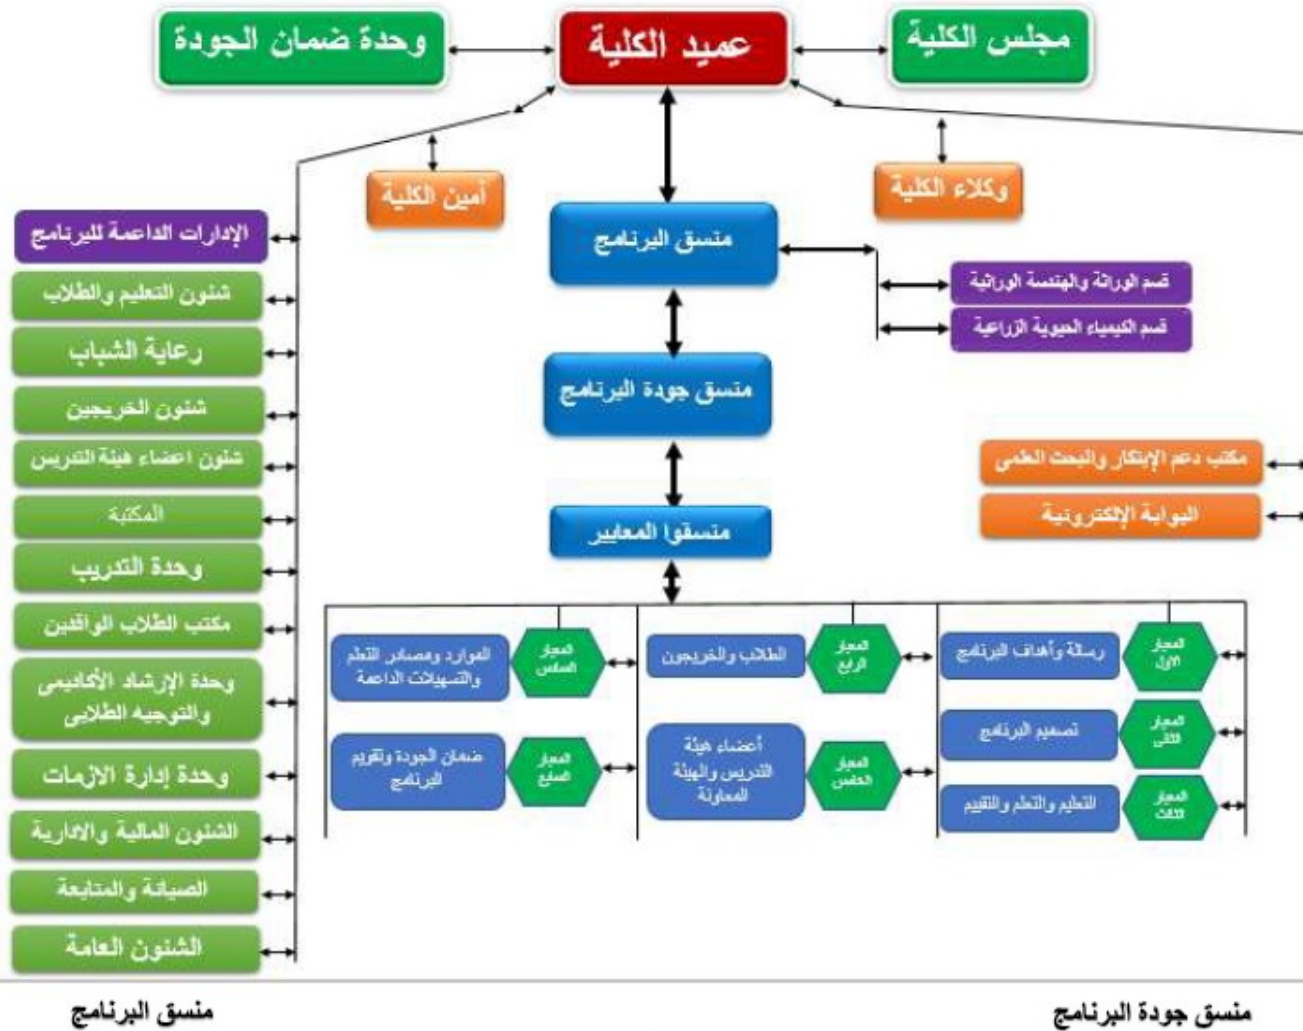 مجلس الكلية
عميد الكلية
وحدة ضمان الجودة
وكلاء الكلية
أمين الكلية
منسق البرنامج
قسم الوراثة والهندسة الوراثية
قسم الكيمياء الحيوية الزراعية
منسق جودة البرنامج
مكتب دعم الإبتكار والبحث العلمى
البوابة الإلكترونية
منسقوا المعايير
الإدارات الداعمة للبرنامج
شئون التعليم والطلاب
رعاية الشباب
شئون الخريجين
شئون اعضاء هيئة التدريس
المكتبة
وحدة التدريب
مكتب الطلاب الوافدين
وحدة الإرشاد الأكاديمى
والتوجيه الطلابى
وحدة إدارة الازمات
الشئون المالية والادارية
الصيانة والمتابعة
الشئون العامة
المعيار
الاول
رسالة وأهداف البرنامج
المعيار
الثانى
تصميم البرنامج
المعيار
الثالث
التعليم والتعلم والتقييم
المعيار
الرابع
الطلاب والخريجون
المعيار
الخامس
أعضاء هيئة
التدريس والهيئة
المعاونة
المعيار
السادس
الموارد ومصادر التعلم
والتسهيلات الداعمة
المعيار
السابع
ضمان الجودة وتقويم
البرنامج
منسق جودة البرنامج
منسق البرنامج